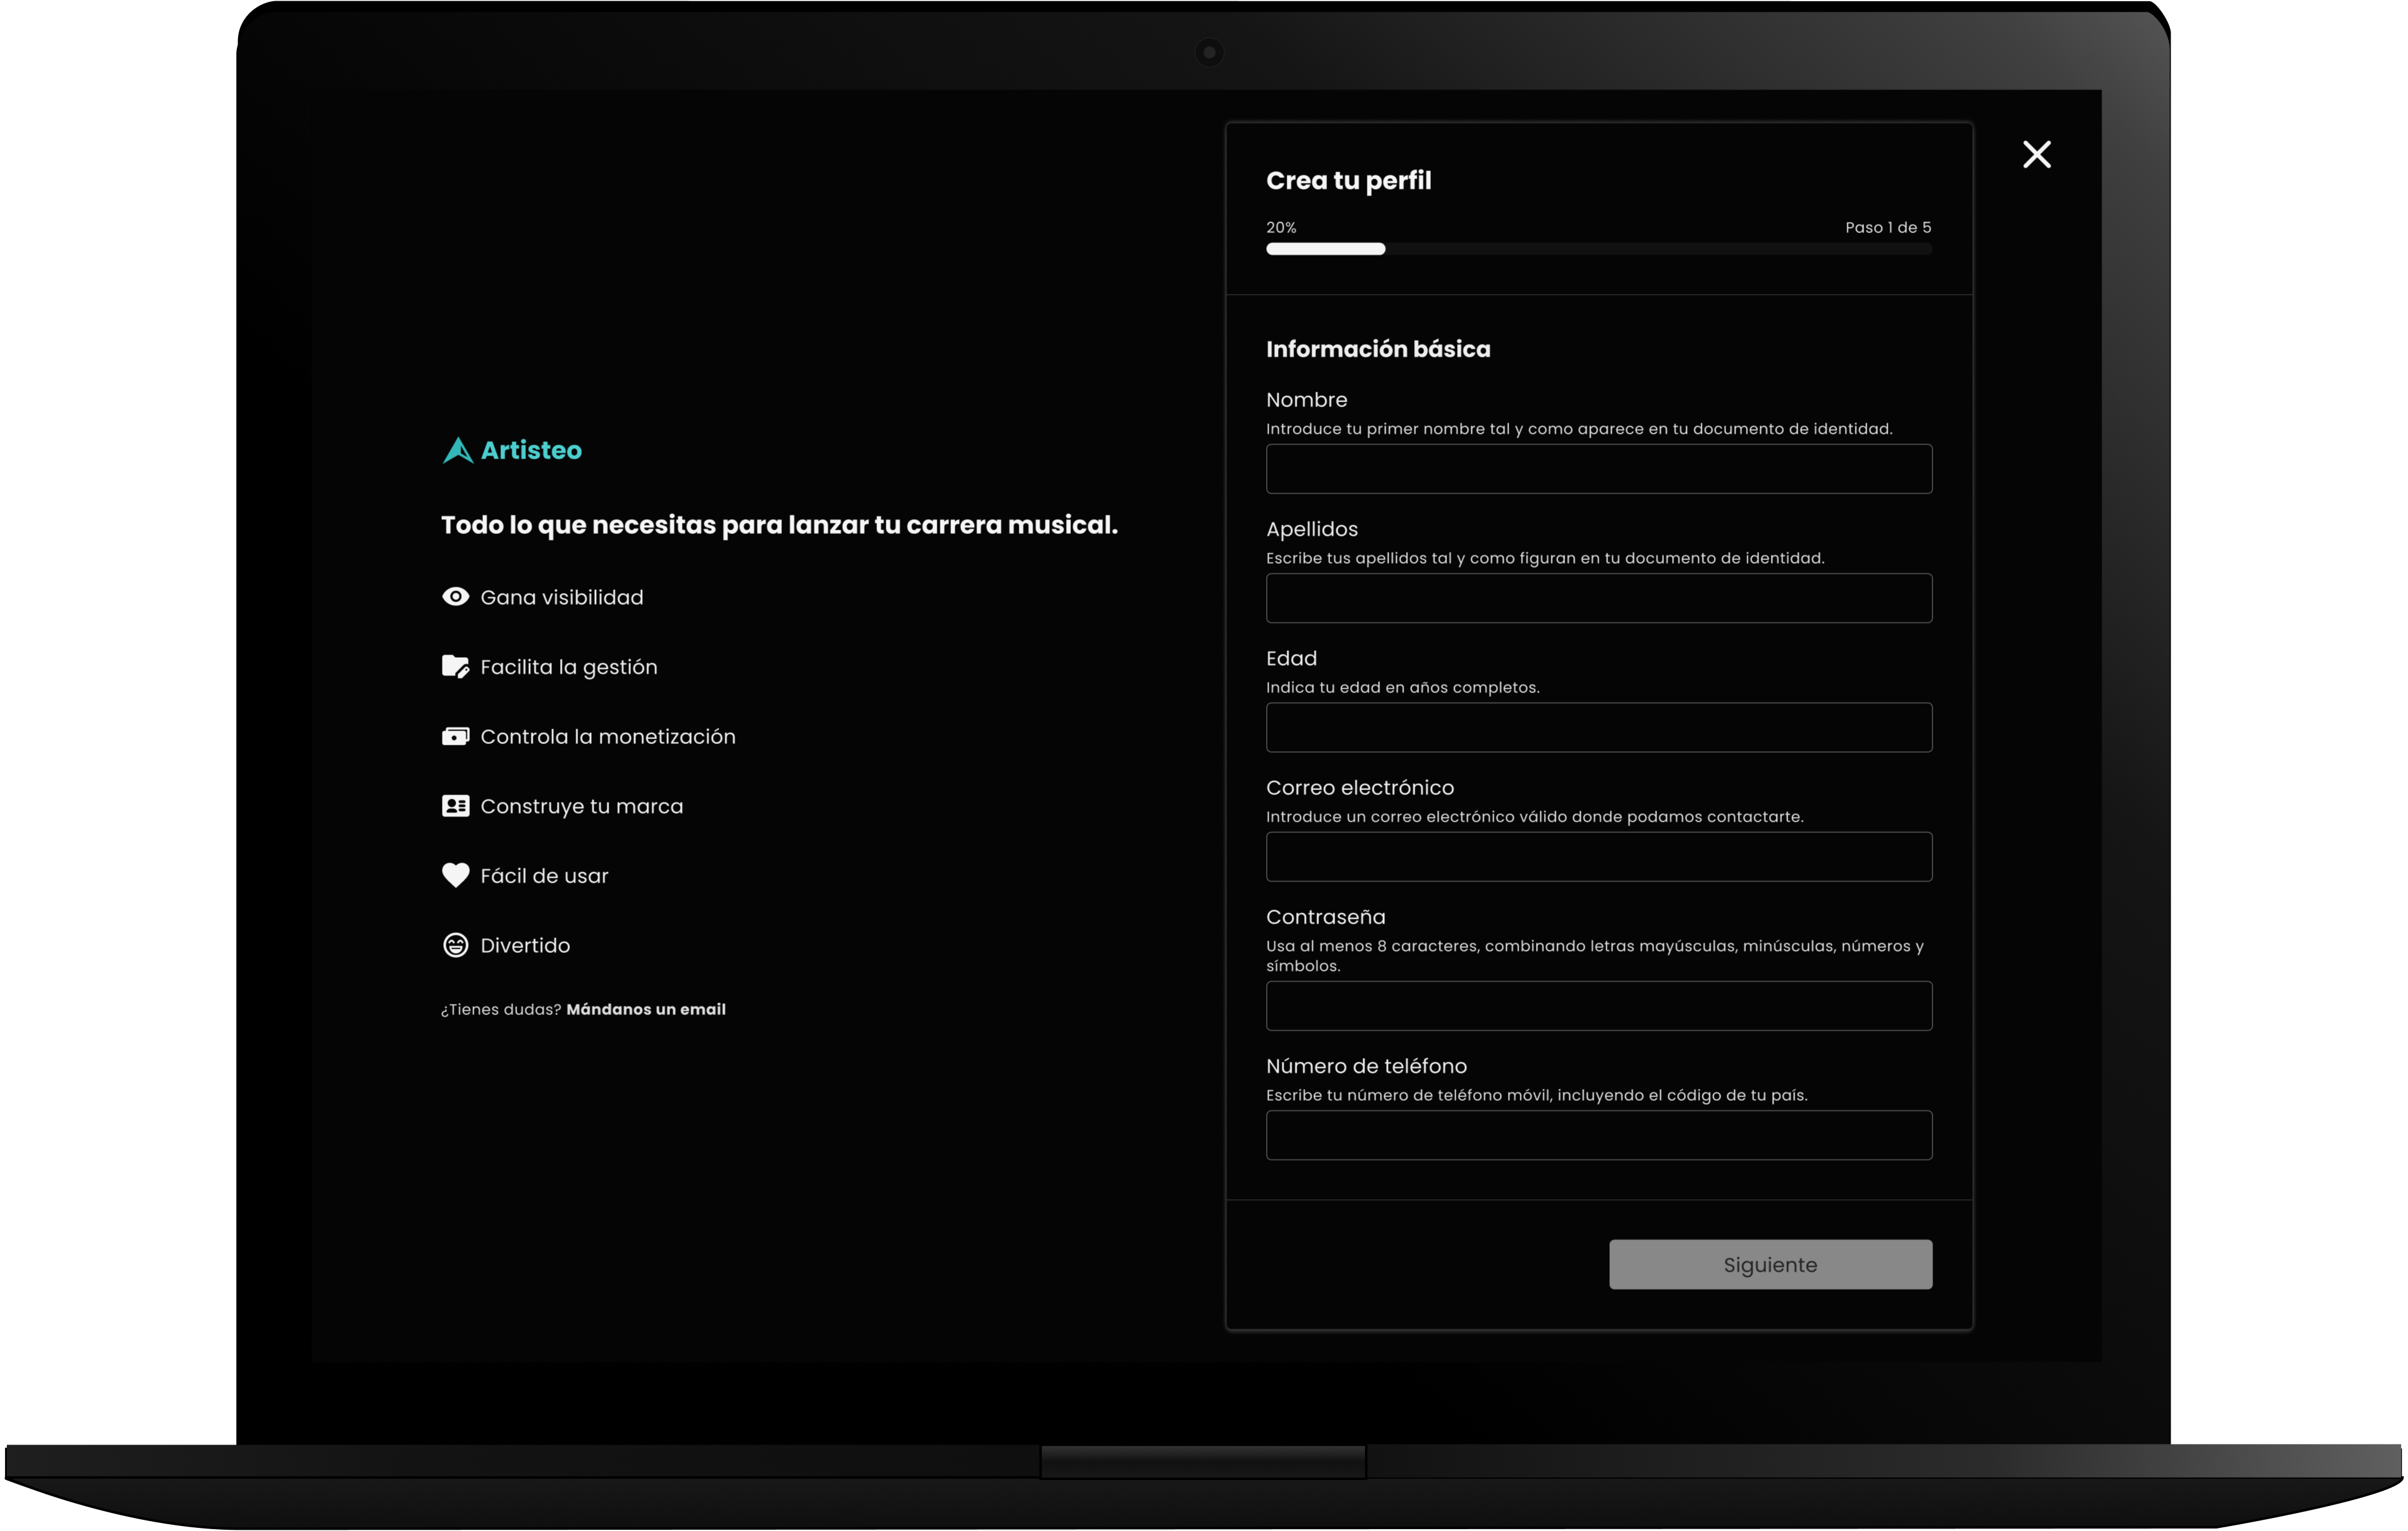 Artisteo
Todo lo que necesitas para lanzar tu carrera musical.
Gana visibilidad
Facilita la gestión
Controla la monetización
Construye tu marca
Fácil de usar
Divertido
¿Tienes dudas? Mándanos un email
Crea tu perfil
20%
Paso 1 de 5
Información básica
Nombre
Introduce tu primer nombre tal y como aparece en tu documento de identidad.
Apellidos
Escribe tus apellidos tal y como figuran en tu documento de identidad.
Edad
Indica tu edad en años completos.
Correo electrónico
Introduce un correo electrónico válido donde podamos contactarte.
Contraseña
Usa al menos 8 caracteres, combinando letras mayúsculas, minúsculas, números y
símbolos.
Número de teléfono
Escribe tu número de teléfono móvil, incluyendo el código de tu país.
Siguiente